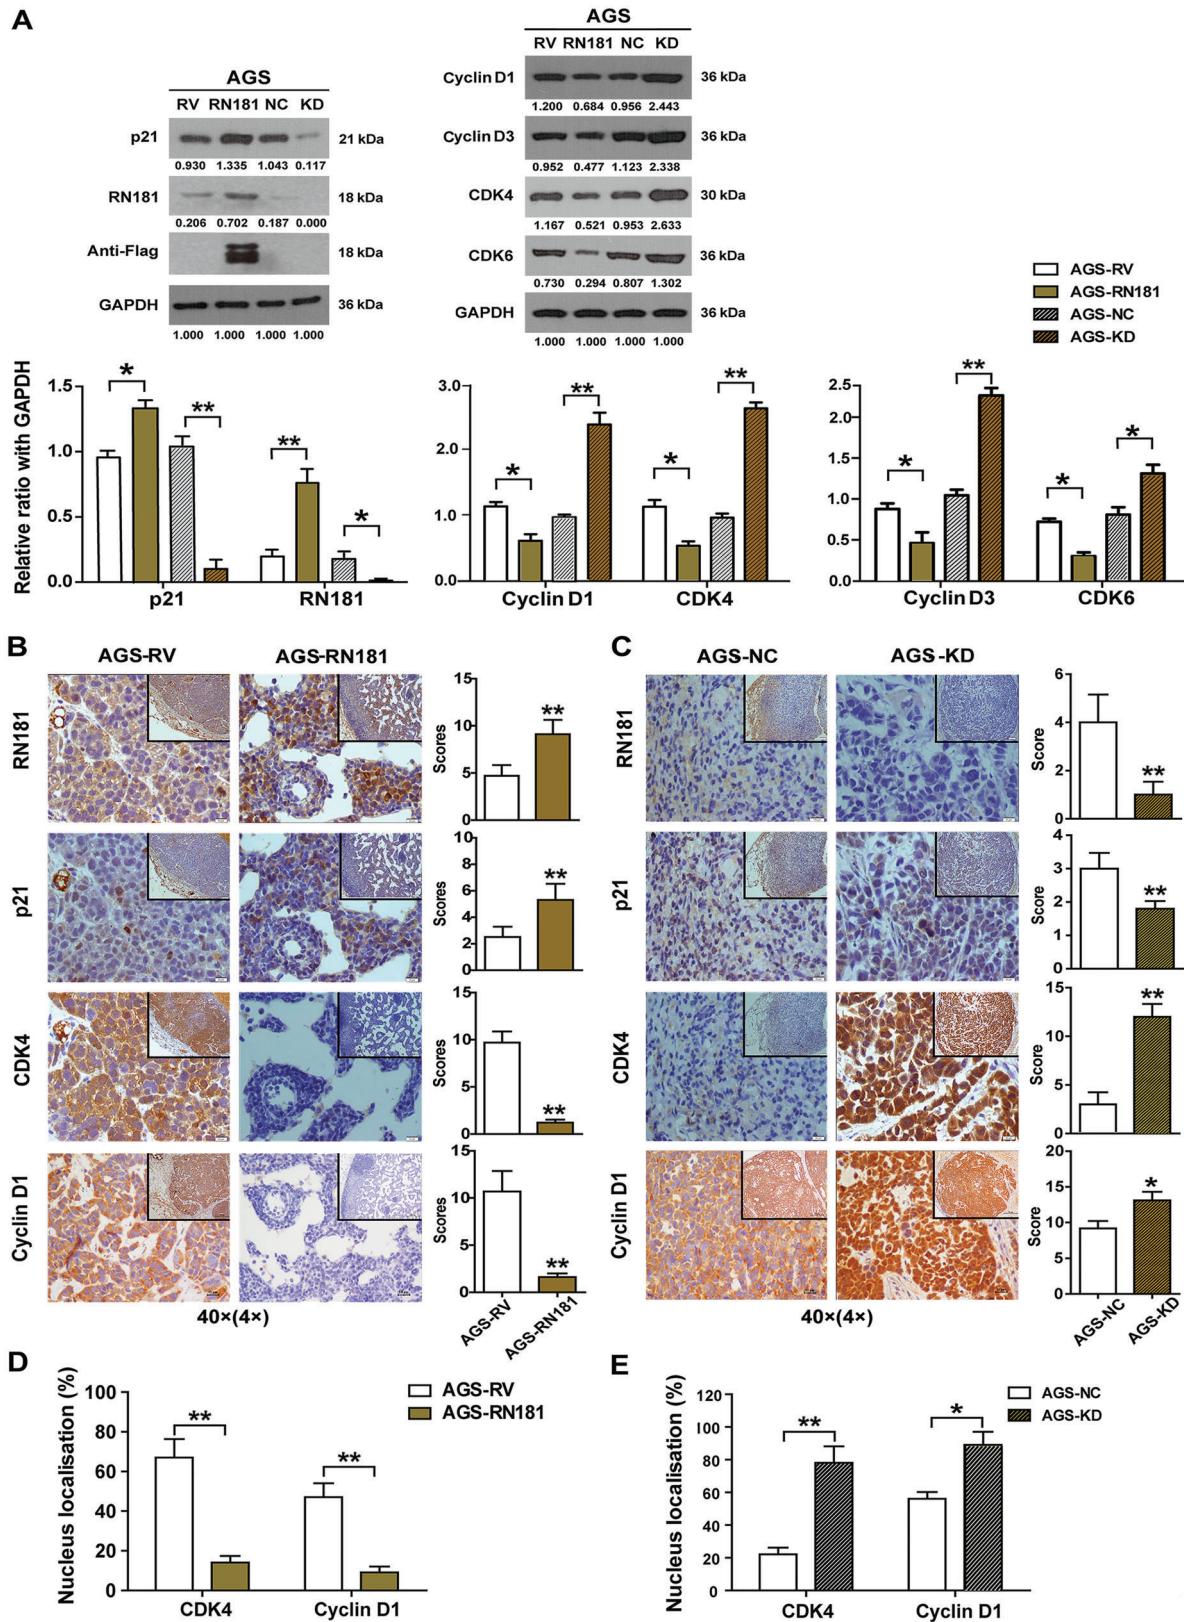 A
AGS
RV RN181 NC KD
p21 21 kDa
0.930 1.335 1.043 0.117
RN181 18 kDa
0.206 0.702 0.187 0.000
Anti-Flag 18 kDa
GAPDH 36 kDa
1.000 1.000 1.000 1.000
AGS
RV RN181 NC KD
Cyclin D1 36 kDa
1.200 0.684 0.956 2.443
Cyclin D3 36 kDa
0.952 0.477 1.123 2.338
CDK4 30 kDa
1.167 0.521 0.953 2.633
CDK6 36 kDa
0.730 0.294 0.807 1.302
GAPDH 36 kDa
1.000 1.000 1.000 1.000
AGS-RV
AGS-RN181
AGS-NC
AGS-KD
Relative ratio with GAPDH
1.5
1.0
0.5
0.0
* ** ** *
p21 RN181
3.0
2.0
1.0
0.0
* ** * **
Cyclin D1 CDK4
2.5
2.0
1.5
1.0
0.5
0.0
* ** * *
Cyclin D3 CDK6
B
AGS-RV AGS-RN181
RN181
Scores
15
10
5
0
**
p21
Scores
10
8
6
4
2
0
**
CDK4
Scores
15
10
5
0
**
Cyclin D1
Scores
15
10
5
0
**
40×(4×)
AGS-RV
AGS-RN181
C
AGS-NC AGS-KD
RN181
Score
6
4
2
0
**
p21
Score
4
3
2
1
0
**
CDK4
Score
15
10
5
0
**
Cyclin D1
Score
20
15
10
5
0
*
40×(4×)
AGS-NC
AGS-KD
D
Nucleus localisation (%)
100
80
60
40
20
0
** **
CDK4 Cyclin D1
AGS-RV
AGS-RN181
E
Nucleus localisation (%)
120
100
80
60
40
20
0
** *
CDK4 Cyclin D1
AGS-NC
AGS-KD